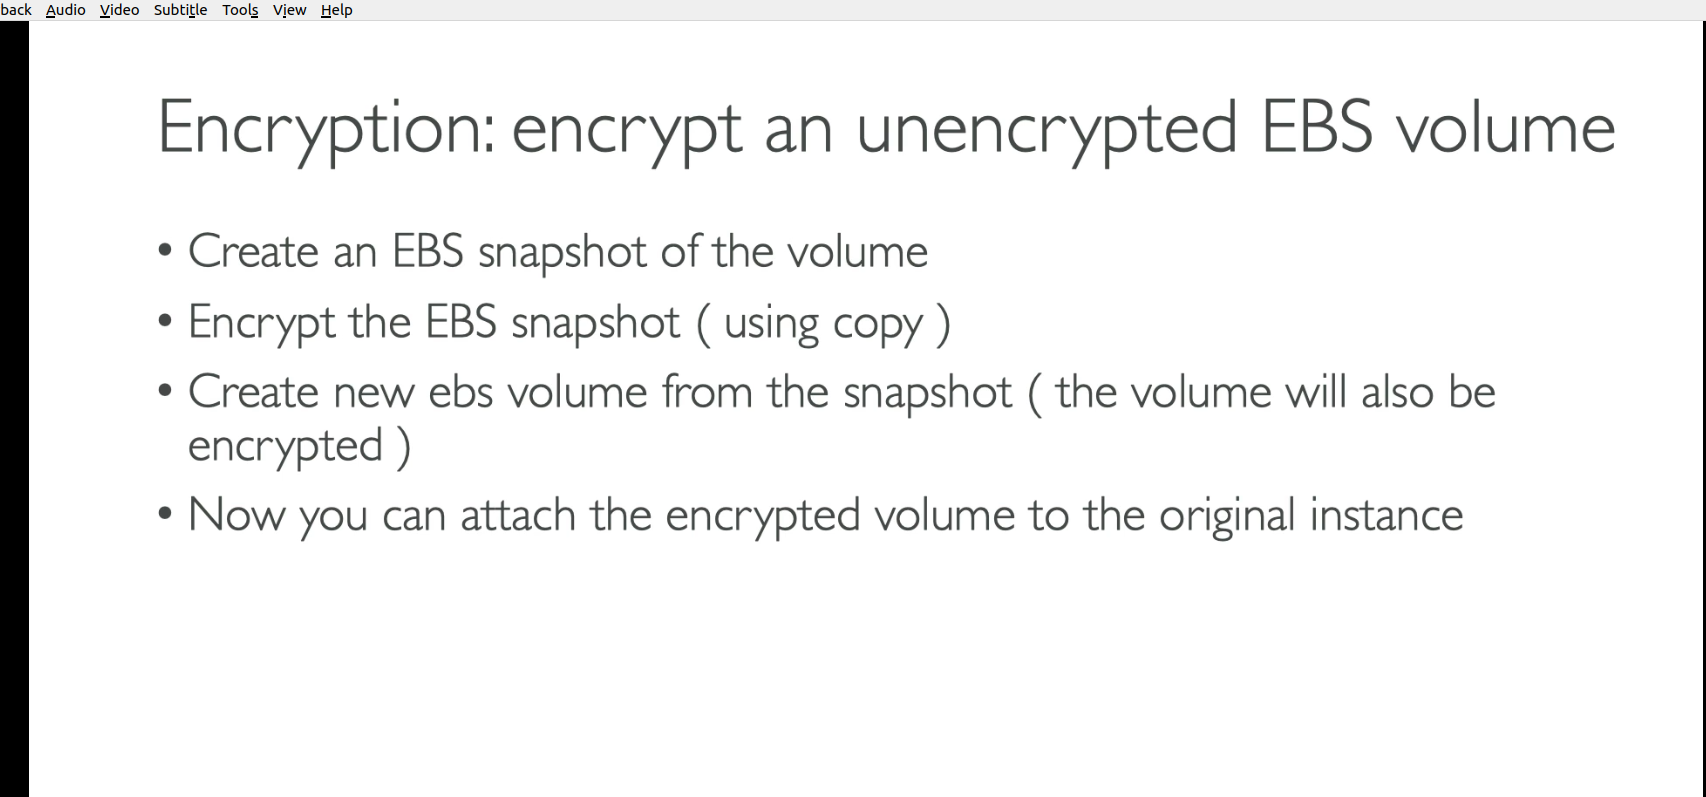 back Audio Video Subtitle Tools View Help
Encryption: encrypt an unencrypted EBS volume
• Create an EBS snapshot of the volume
• Encrypt the EBS snapshot ( using copy )
• Create new ebs volume from the snapshot ( the volume will also be
encrypted )
• Now you can attach the encrypted volume to the original instance